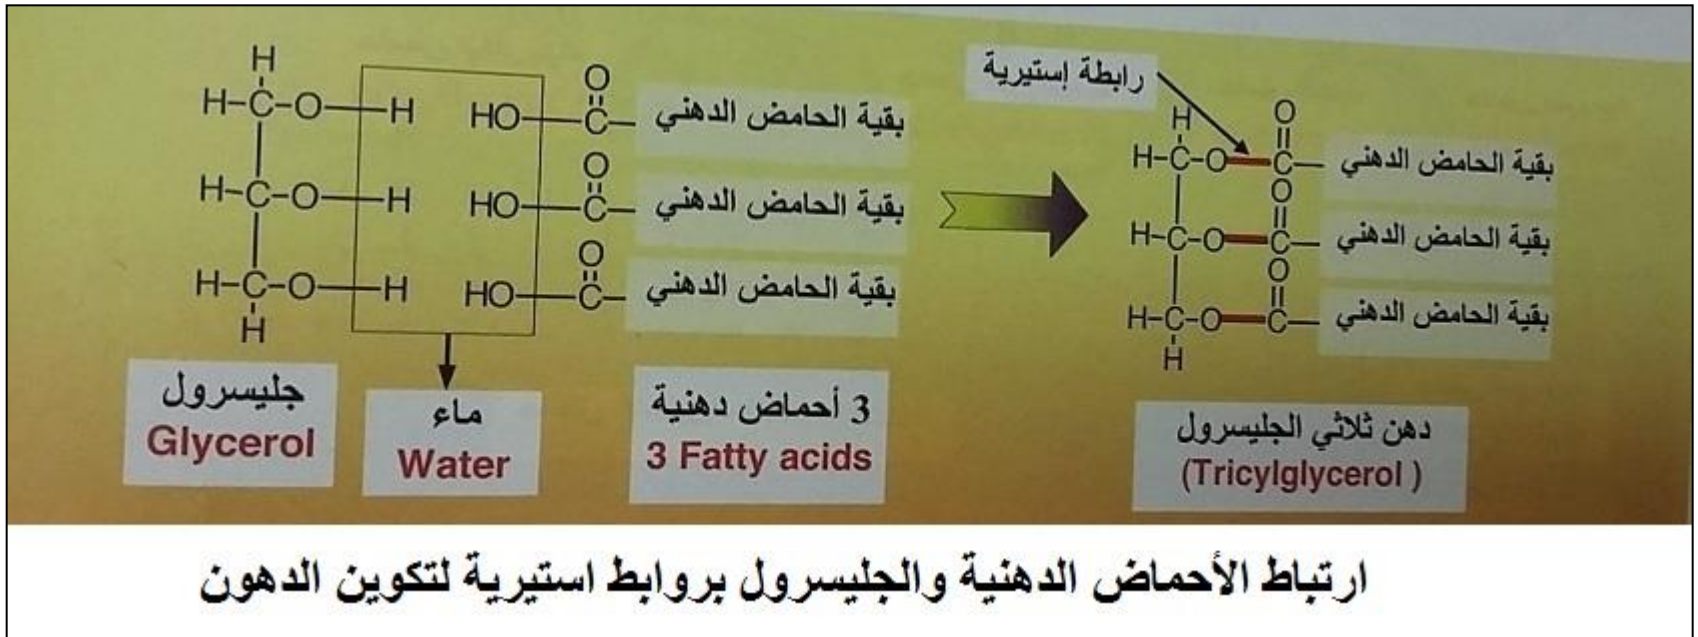 رابطة إستيرية
H
H-C-O-H
HO-C-
O
بقية الحامض الدهني
H-C-O-H
HO-C-
O
بقية الحامض الدهني
H-C-O-H
H
HO-C-
O
بقية الحامض الدهني
H
H-C-O-C-
O
بقية الحامض الدهني
H-C-O-C-
O
بقية الحامض الدهني
H-C-O-C-
O
H
بقية الحامض الدهني
جليسرول
Glycerol
ماء
Water
3 أحماض دهنية
3 Fatty acids
دهن ثلاثي الجليسرول
(Tricylglycerol )
ارتباط الأحماض الدهنية والجليسرول بروابط استيرية لتكوين الدهون